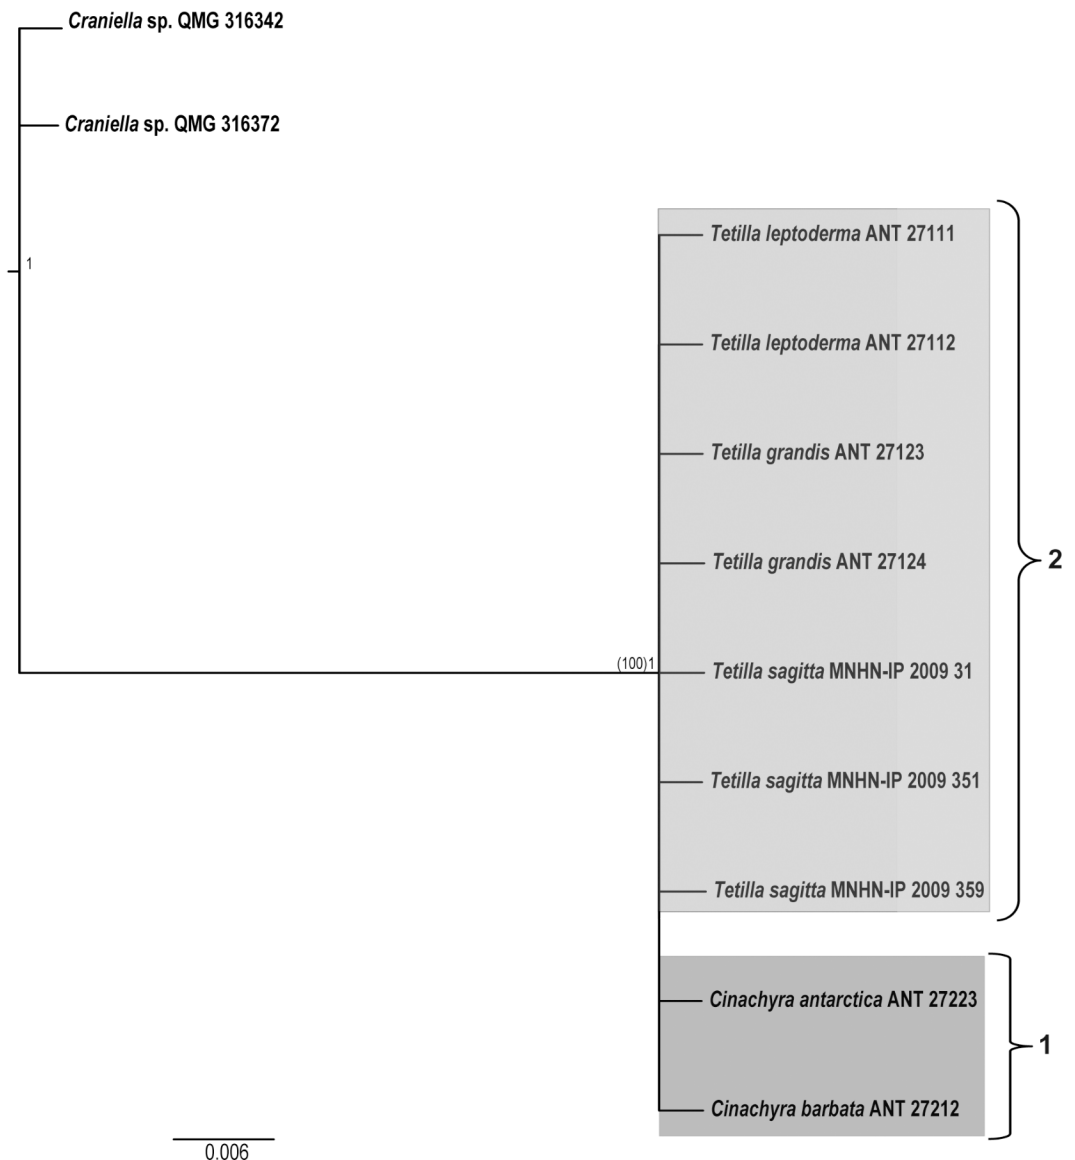 Craniella sp. QMG 316342
Craniella sp. QMG 316372
1
Tetilla leptoderma ANT 27111
Tetilla leptoderma ANT 27112
Tetilla grandis ANT 27123
2
Tetilla grandis ANT 27124
(100)1
Tetilla sagitta MNHN-IP 2009 31
Tetilla sagitta MNHN-IP 2009 351
Tetilla sagitta MNHN-IP 2009 359
Cinachyra antarctica ANT 27223
1
Cinachyra barbata ANT 27212
0.006